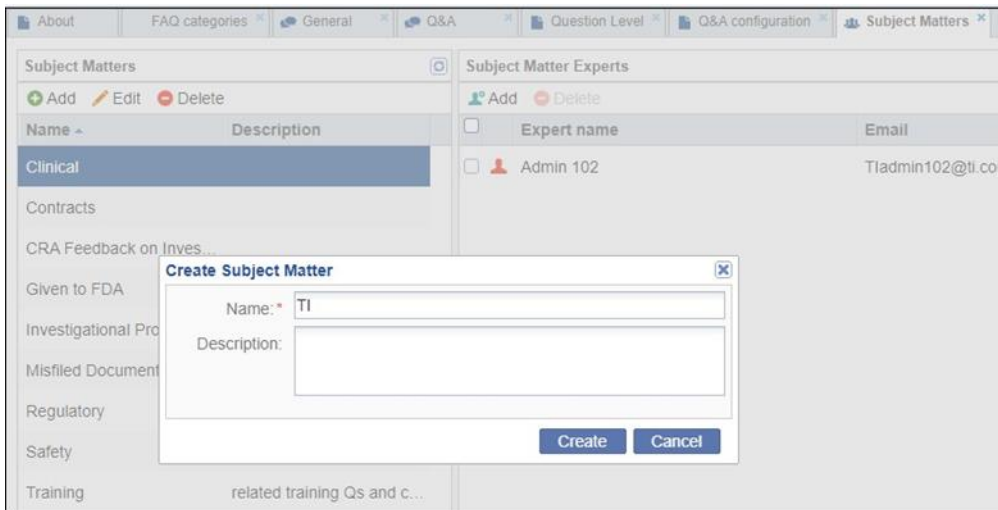 About FAQ categories General Q&A Question Level Q&A configuration Subject Matters
Subject Matters
Add Edit Delete
Name Description
Clinical
Contracts
CRA Feedback on Inves...
Given to FDA
Investigational Pro
Misfiled Document
Regulatory
Safety
Training related training Qs and c...
Subject Matter Experts
Add Delete
Expert name Email
Admin 102 TIadmin102@ti.co
Create Subject Matter
Name:* TI
Description:
Create Cancel